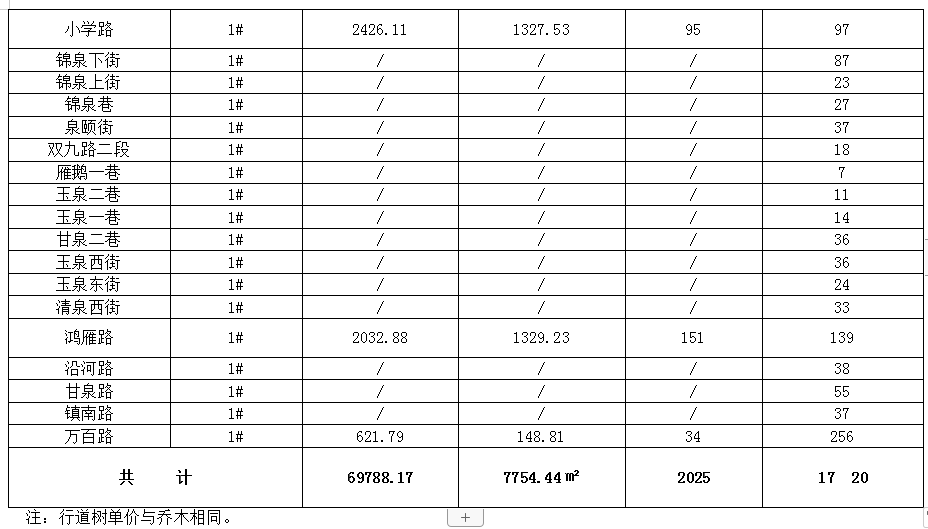 小学路 1# 2426.11 1327.53 95 97
锦泉下街 1# / / / 87
锦泉上街 1# / / / 23
锦泉巷 1# / / / 27
泉颐街 1# / / / 37
双九路二段 1# / / / 18
雁鹅一巷 1# / / / 7
玉泉二巷 1# / / / 11
玉泉一巷 1# / / / 14
甘泉二巷 1# / / / 36
玉泉西街 1# / / / 36
玉泉东街 1# / / / 24
清泉西街 1# / / / 33
鸿雁路 1# 2032.88 1329.23 151 139
沿河路 1# / / / 38
甘泉路 1# / / / 55
镇南路 1# / / / 37
万百路 1# 621.79 148.81 34 256
共 计 69788.17 7754.44㎡ 2025 17 20
注：行道树单价与乔木相同。